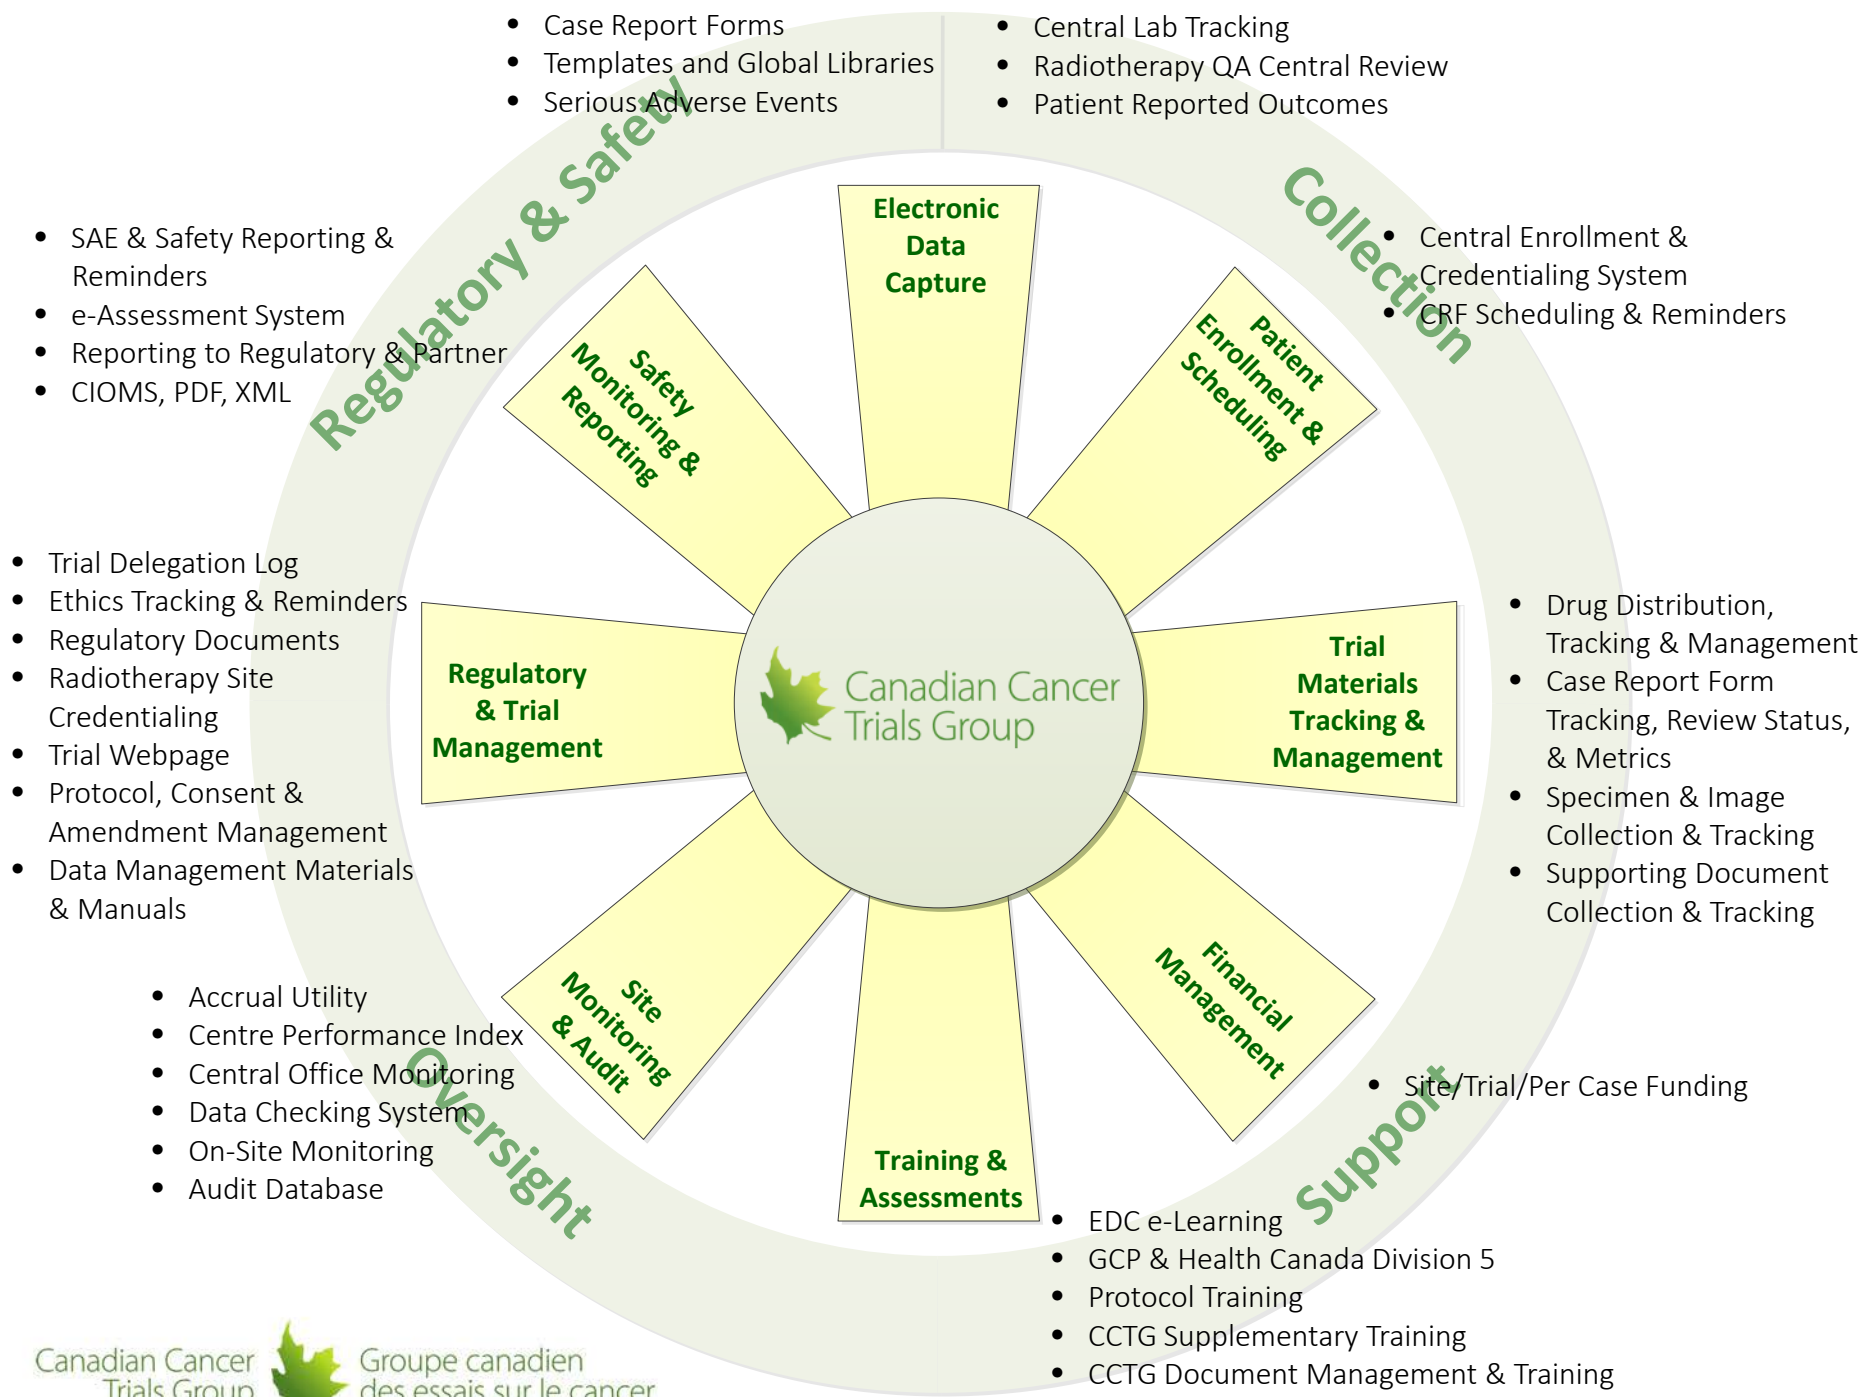 Case Report Forms
Templates and Global Libraries
Serious Adverse Events
Central Lab Tracking
Radiotherapy QA Central Review
Patient Reported Outcomes
Regulatory & Safety
Collection
Electronic
Data
Capture
SAE & Safety Reporting &
Reminders
e-Assessment System
Reporting to Regulatory & Partner
CIOMS, PDF, XML
Safety
Monitoring &
Reporting
Patient
Enrollment &
Scheduling
Central Enrollment &
Credentialing System
CRF Scheduling & Reminders
Trial Delegation Log
Ethics Tracking & Reminders
Regulatory Documents
Radiotherapy Site
Credentialing
Trial Webpage
Protocol, Consent &
Amendment Management
Data Management Materials
& Manuals
Regulatory
& Trial
Management
Canadian Cancer
Trials Group
Trial
Materials
Tracking &
Management
Drug Distribution,
Tracking & Management
Case Report Form
Tracking, Review Status,
& Metrics
Specimen & Image
Collection & Tracking
Supporting Document
Collection & Tracking
Accrual Utility
Centre Performance Index
Central Office Monitoring
Data Checking System
On-Site Monitoring
Audit Database
Oversight
Site
Monitoring
& Audit
Training &
Assessments
Financial
Management
Site/Trial/Per Case Funding
Support
EDC e-Learning
GCP & Health Canada Division 5
Protocol Training
CCTG Supplementary Training
CCTG Document Management & Training
Canadian Cancer
Trials Group
Groupe canadien
des essais sur le cancer